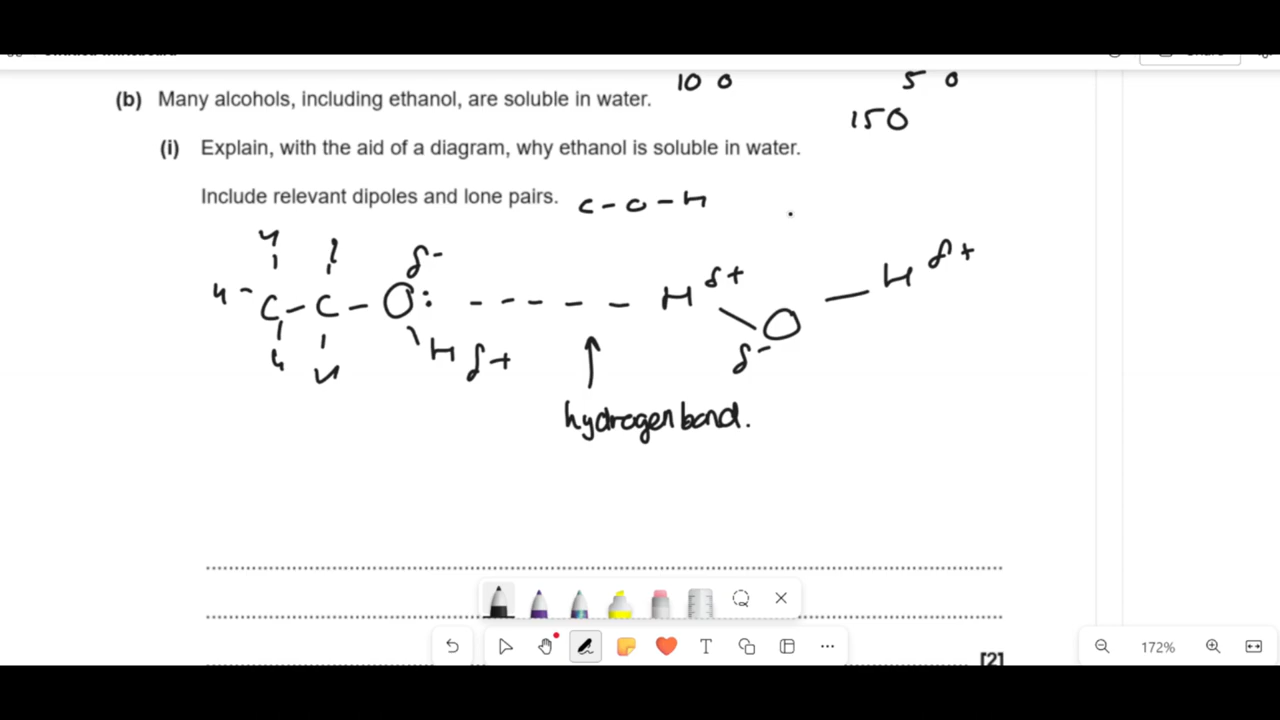 10 0
5 0
(b) Many alcohols, including ethanol, are soluble in water.
150
(i) Explain, with the aid of a diagram, why ethanol is soluble in water.
Include relevant dipoles and lone pairs.
C - O - H
H
δ-
δ+
H δ+
H - C - C - O: - - - - - H
O
H H
H δ+
δ-
hydrogen bond.
[2]
172%